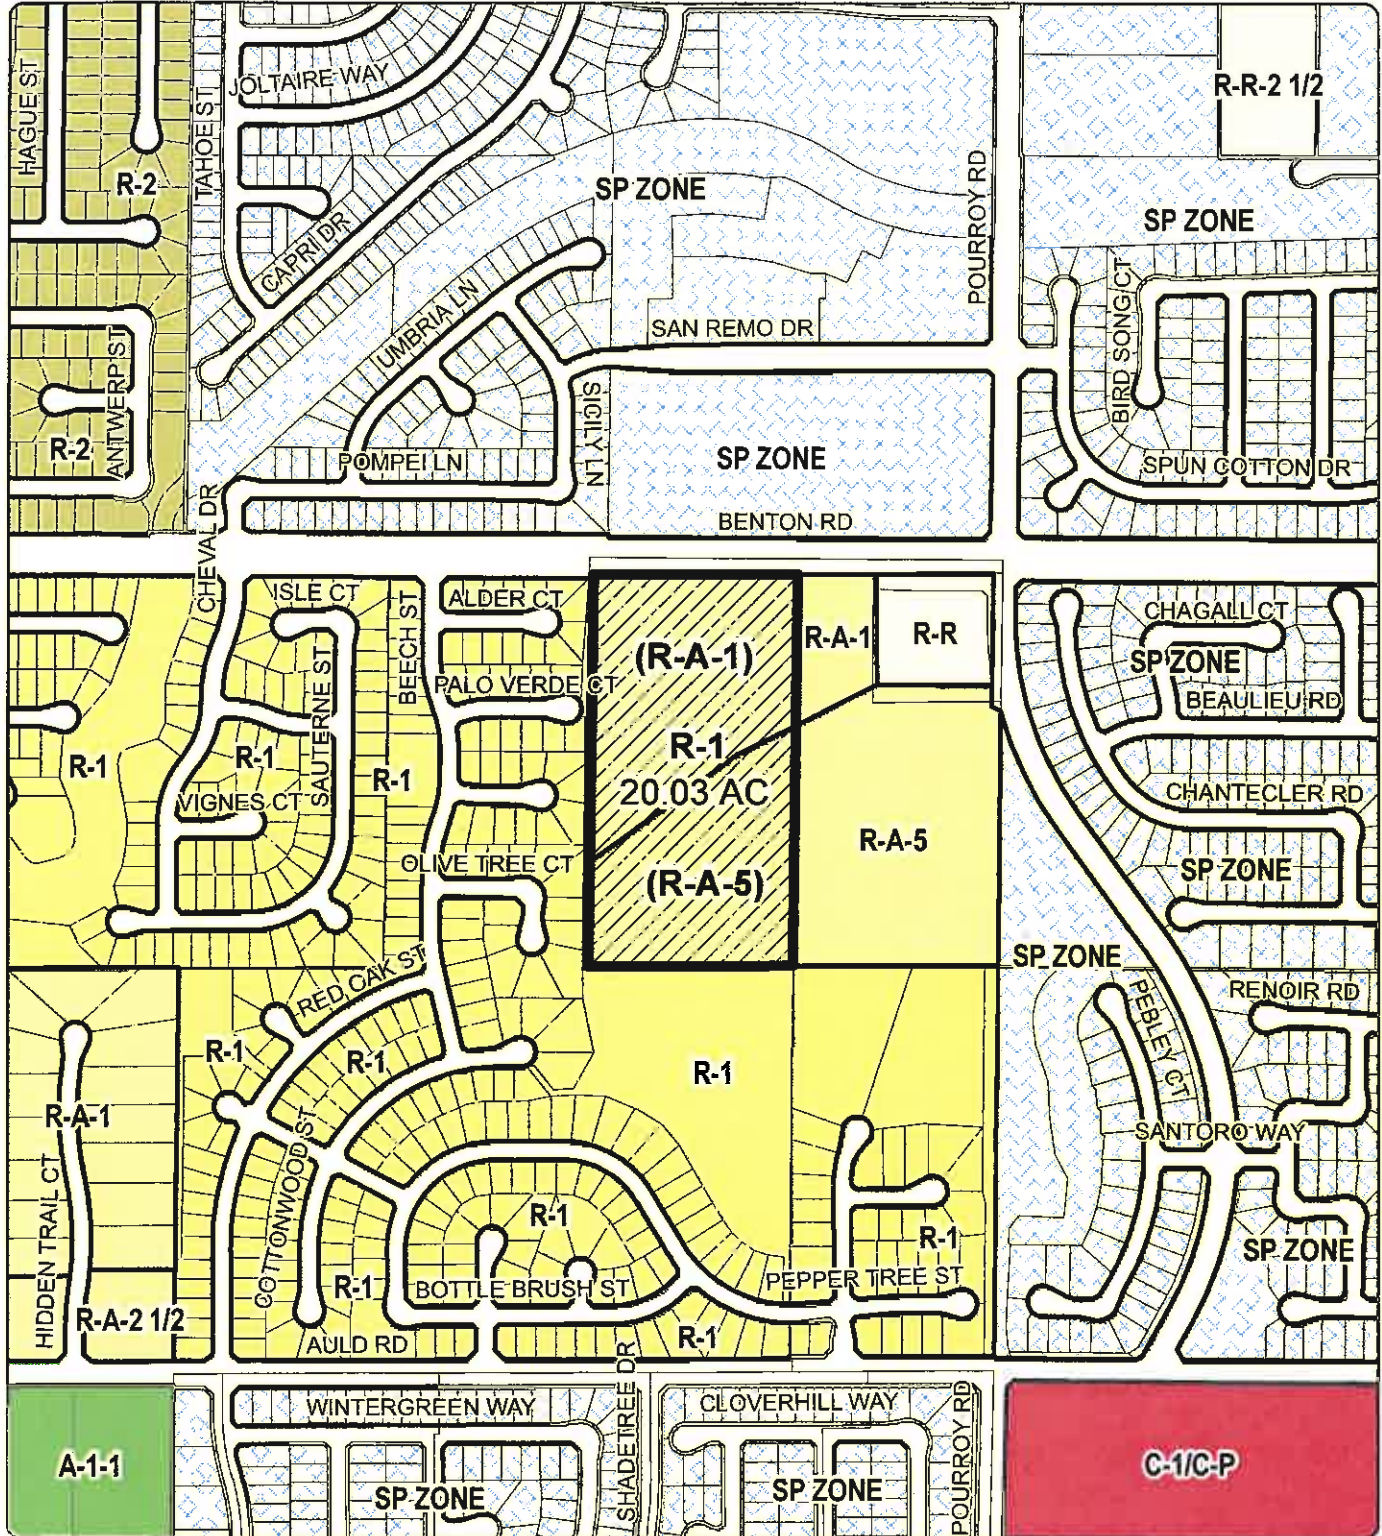 HAGUE ST
JOLTAIRE WAY
R-R-2 1/2
TAHOE ST
R-2
SP ZONE
POURROY RD
SP ZONE
CAPRI DR
BIRD SONG CT
UMBRIA LN
SAN REMO DR
ANTWERP ST
SICILY LN
R-2
POMPEI LN
SP ZONE
SPUN COTTON DR
BENTON RD
CHEVAL DR
ISLE CT
BEECH ST
ALDER CT
CHAGALL CT
(R-A-1)
R-A-1
R-R
SP ZONE
PALO VERDE CT
BEAULIEU RD
SAUTERNE ST
R-1
R-1
R-1
R-1
20.03 AC
VIGNES CT
CHANTECLER RD
R-A-5
OLIVE TREE CT
SP ZONE
(R-A-5)
SP ZONE
RED OAK ST
PEBLEY CT
RENOIR RD
R-1
R-1
R-1
R-A-1
COTTONWOOD ST
SANTORO WAY
HIDDEN TRAIL CT
R-1
R-1
SP ZONE
R-1
BOTTLE BRUSH ST
PEPPER TREE ST
R-A-2 1/2
AULD RD
R-1
SHADETREE DR
WINTERGREEN WAY
CLOVERHILL WAY
POURROY RD
A-1-1
C-1/C-P
SP ZONE
SP ZONE